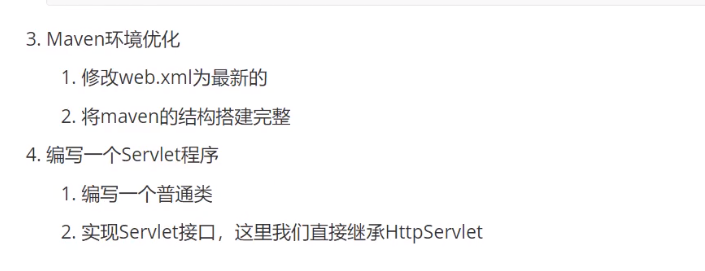 3. Maven环境优化
1. 修改web.xml为最新的
2. 将maven的结构搭建完整
4. 编写一个Servlet程序
1. 编写一个普通类
2. 实现Servlet接口，这里我们直接继承HttpServlet